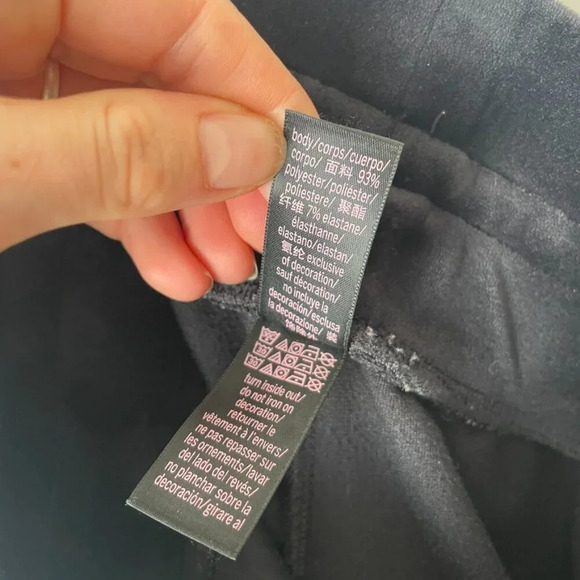 body/corps/cuerpo/
corpo/ 面料 93%
polyester/poliéster/
poliestere/ 聚酯
纤维 7% elastane/
élasthanne/
elastano/elastan/
氨纶 exclusive
of decoration/
sauf décoration/
no incluye la
decoración/esclusa
la decorazione/ 装
turn inside out/
do not iron on
decoration/
retourner le
vêtement à l'envers/
ne pas repasser sur
les ornements/lavar
del lado del revés/
no planchar sobre la
decoración/girare al